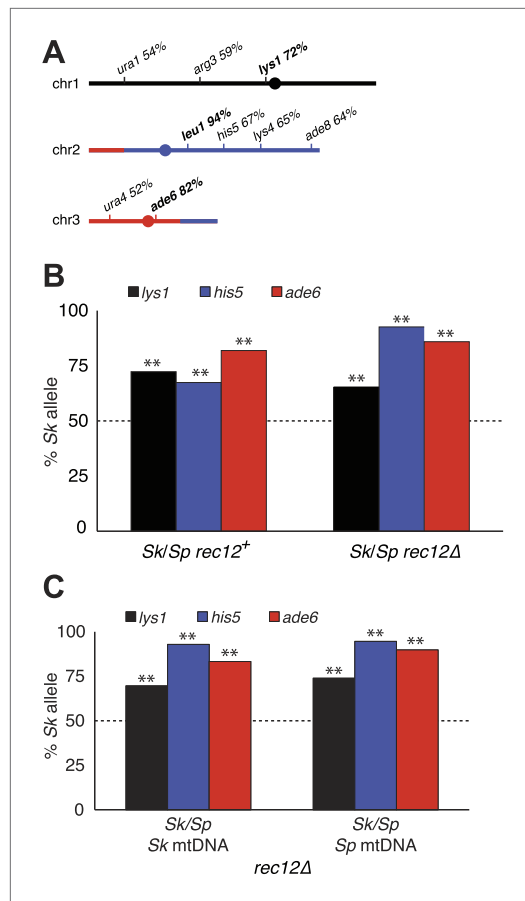 A
ura1 54% arg3 59% lys1 72%
chr1
leu1 94% his5 67% lys4 65% ade8 64%
chr2
ura4 52% ade6 82%
chr3
B
lys1 his5 ade6
100
** ** ** ** ** **
75
50
25
0
% Sk allele
Sk/Sp rec12+ Sk/Sp rec12Δ
C
lys1 his5 ade6
100
** ** ** ** ** **
75
50
25
0
% Sk allele
Sk/Sp Sk/Sp
Sk mtDNA Sp mtDNA
rec12Δ